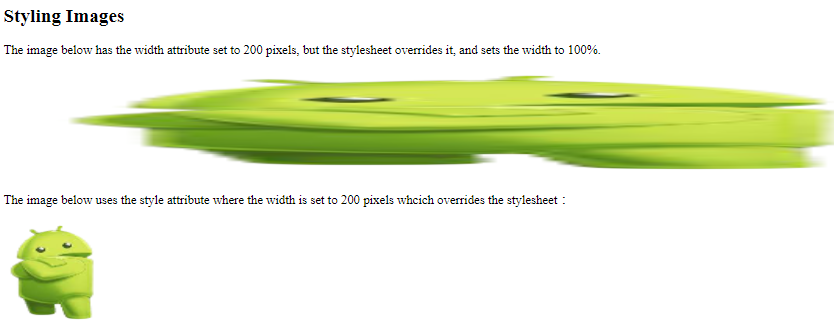 Styling Images
The image below has the width attribute set to 200 pixels, but the stylesheet overrides it, and sets the width to 100%.
The image below uses the style attribute where the width is set to 200 pixels whcich overrides the stylesheet：